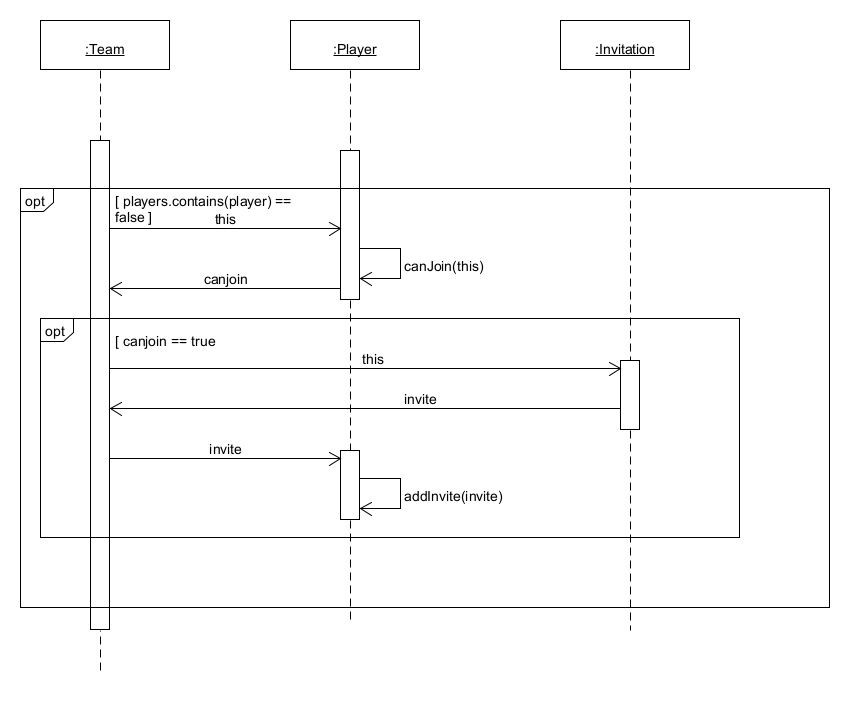 :Team
:Player
:Invitation
opt
[ players.contains(player) ==
false ]
this
canJoin(this)
canjoin
opt
[ canjoin == true
this
invite
invite
addInvite(invite)